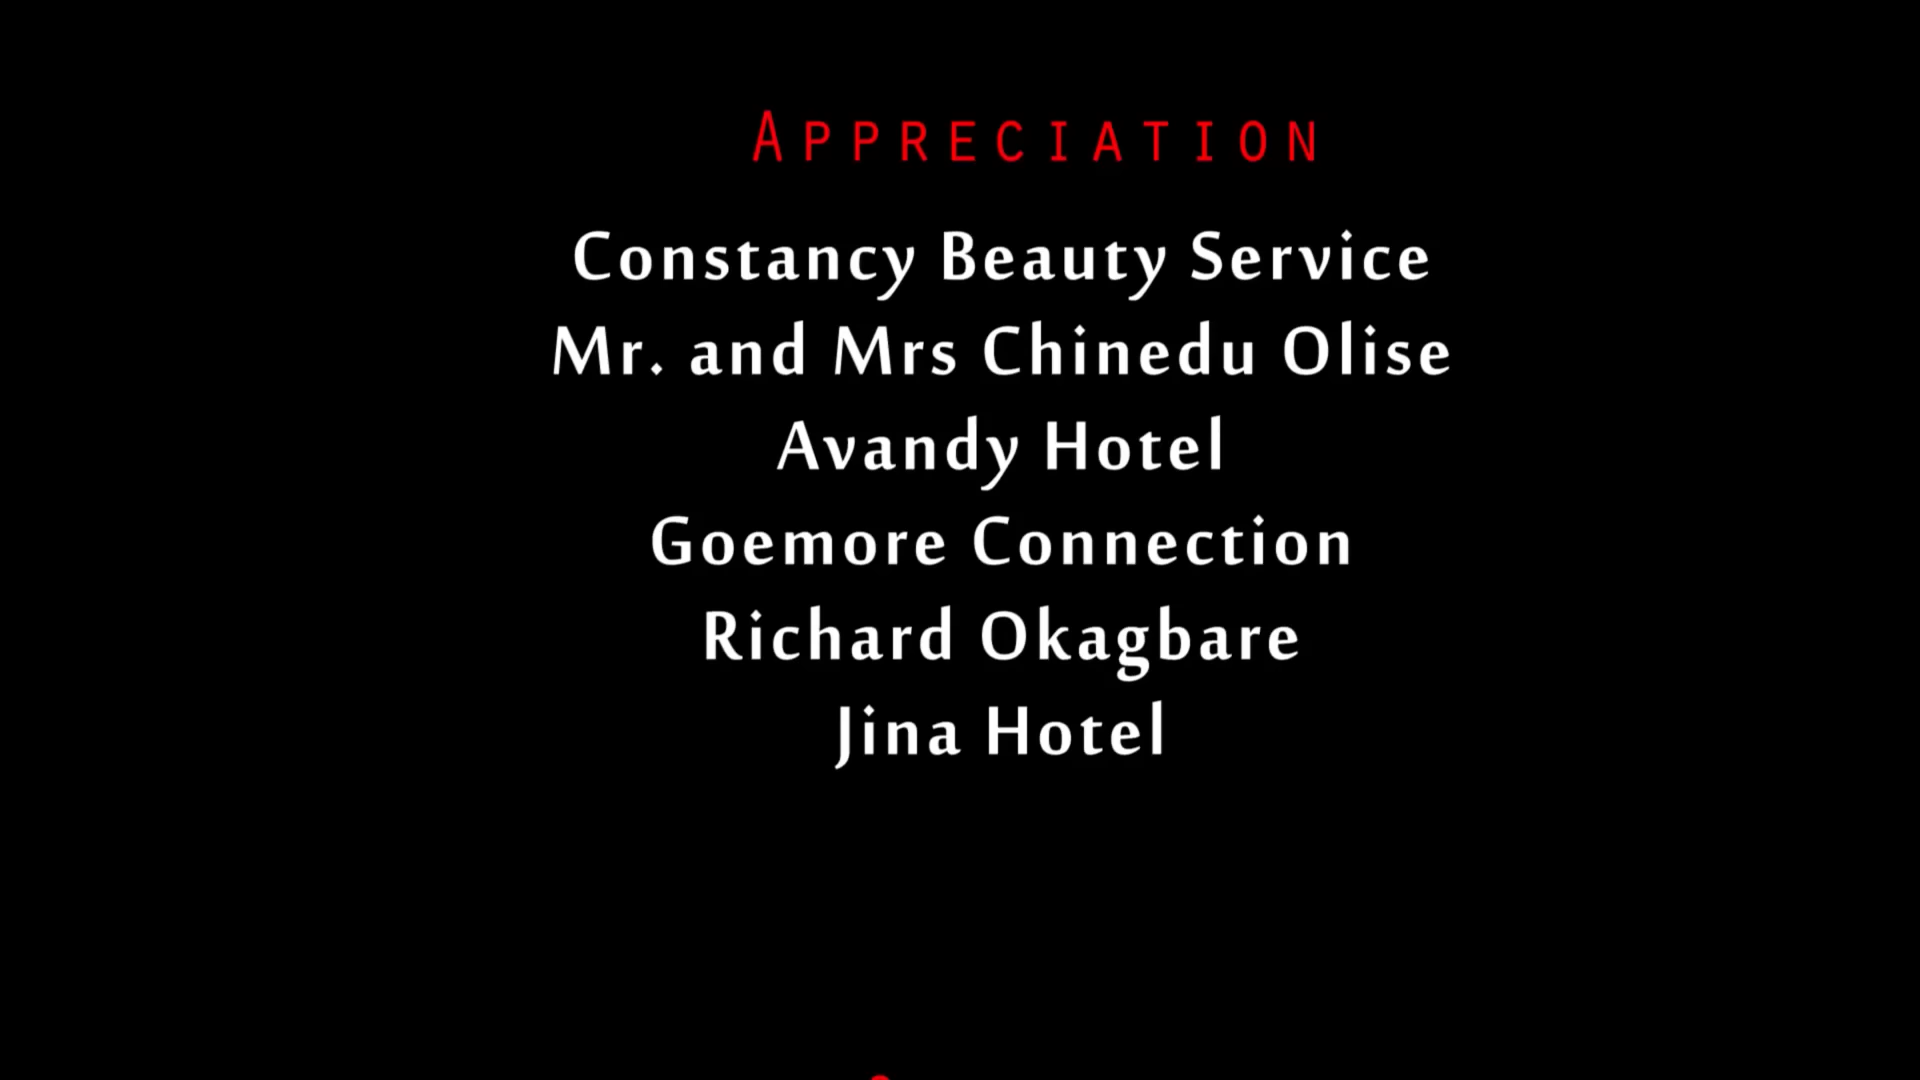 Appreciation
Constancy Beauty Service
Mr. and Mrs Chinedu Olise
Avandy Hotel
Goemore Connection
Richard Okagbare
Jina Hotel